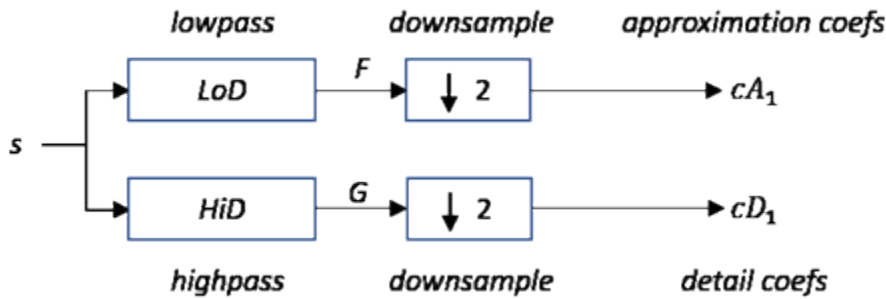 lowpass downsample approximation coefs
LoD F ↓ 2 cA₁
s
HiD G ↓ 2 cD₁
highpass downsample detail coefs